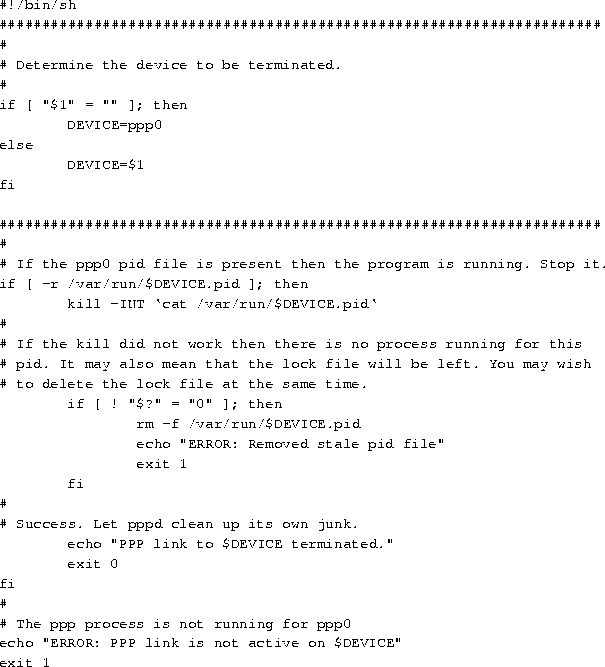 #!/bin/sh
######################################################################
#
# Determine the device to be terminated.
#
if [ "$1" = "" ]; then
        DEVICE=ppp0
else
        DEVICE=$1
fi

######################################################################
#
# If the ppp0 pid file is present then the program is running. Stop it.
if [ -r /var/run/$DEVICE.pid ]; then
        kill -INT `cat /var/run/$DEVICE.pid`
#
# If the kill did not work then there is no process running for this
# pid. It may also mean that the lock file will be left. You may wish
# to delete the lock file at the same time.
        if [ ! "$?" = "0" ]; then
                rm -f /var/run/$DEVICE.pid
                echo "ERROR: Removed stale pid file"
                exit 1
        fi
#
# Success. Let pppd clean up its own junk.
        echo "PPP link to $DEVICE terminated."
        exit 0
fi
#
# The ppp process is not running for ppp0
echo "ERROR: PPP link is not active on $DEVICE"
exit 1